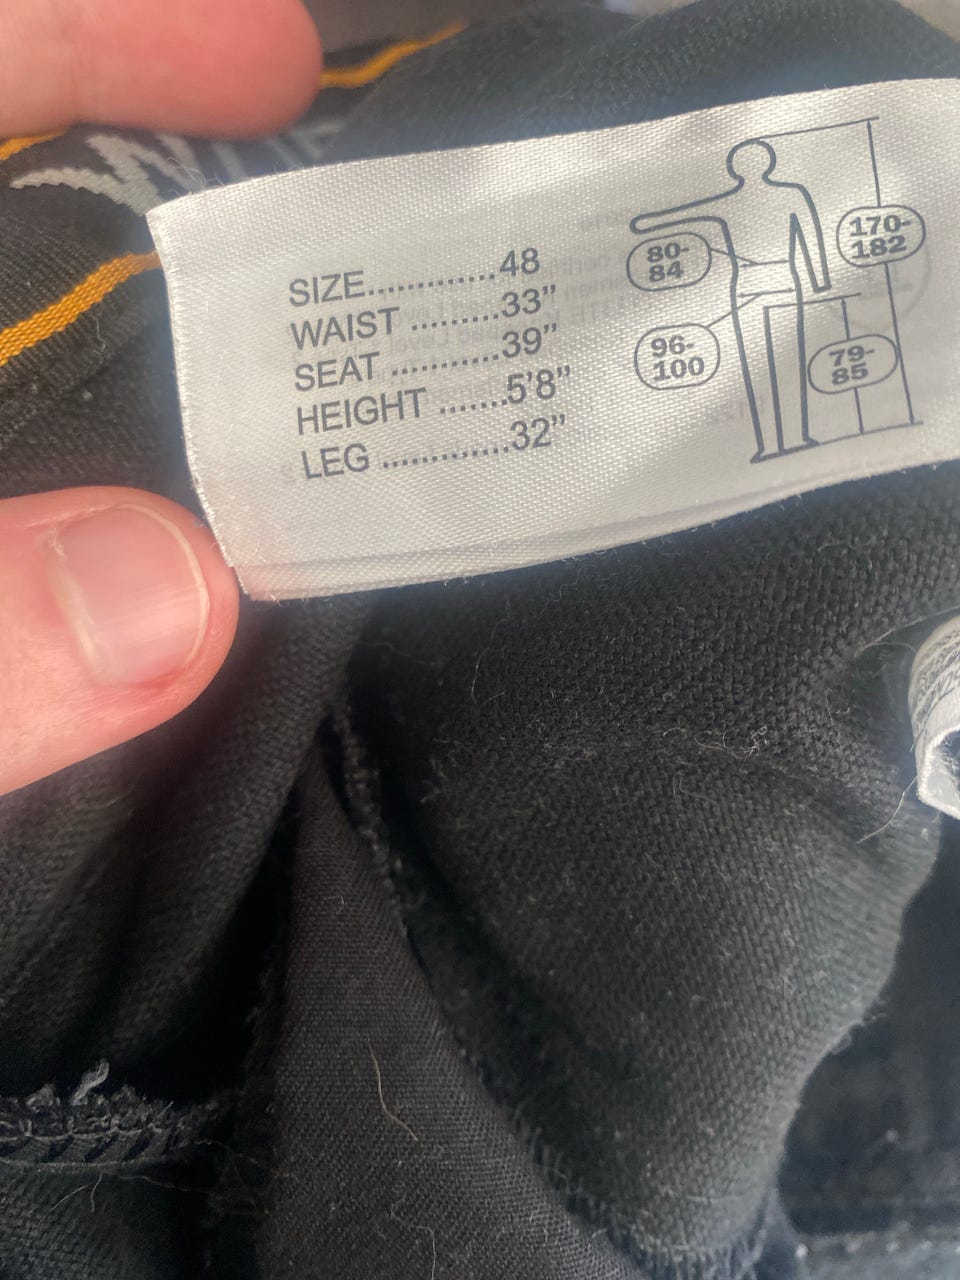 SIZE.............48
WAIST .........33”
SEAT ...........39”
HEIGHT .......5’8”
LEG .............32”
80-
84
170-
182
96-
100
79-
85